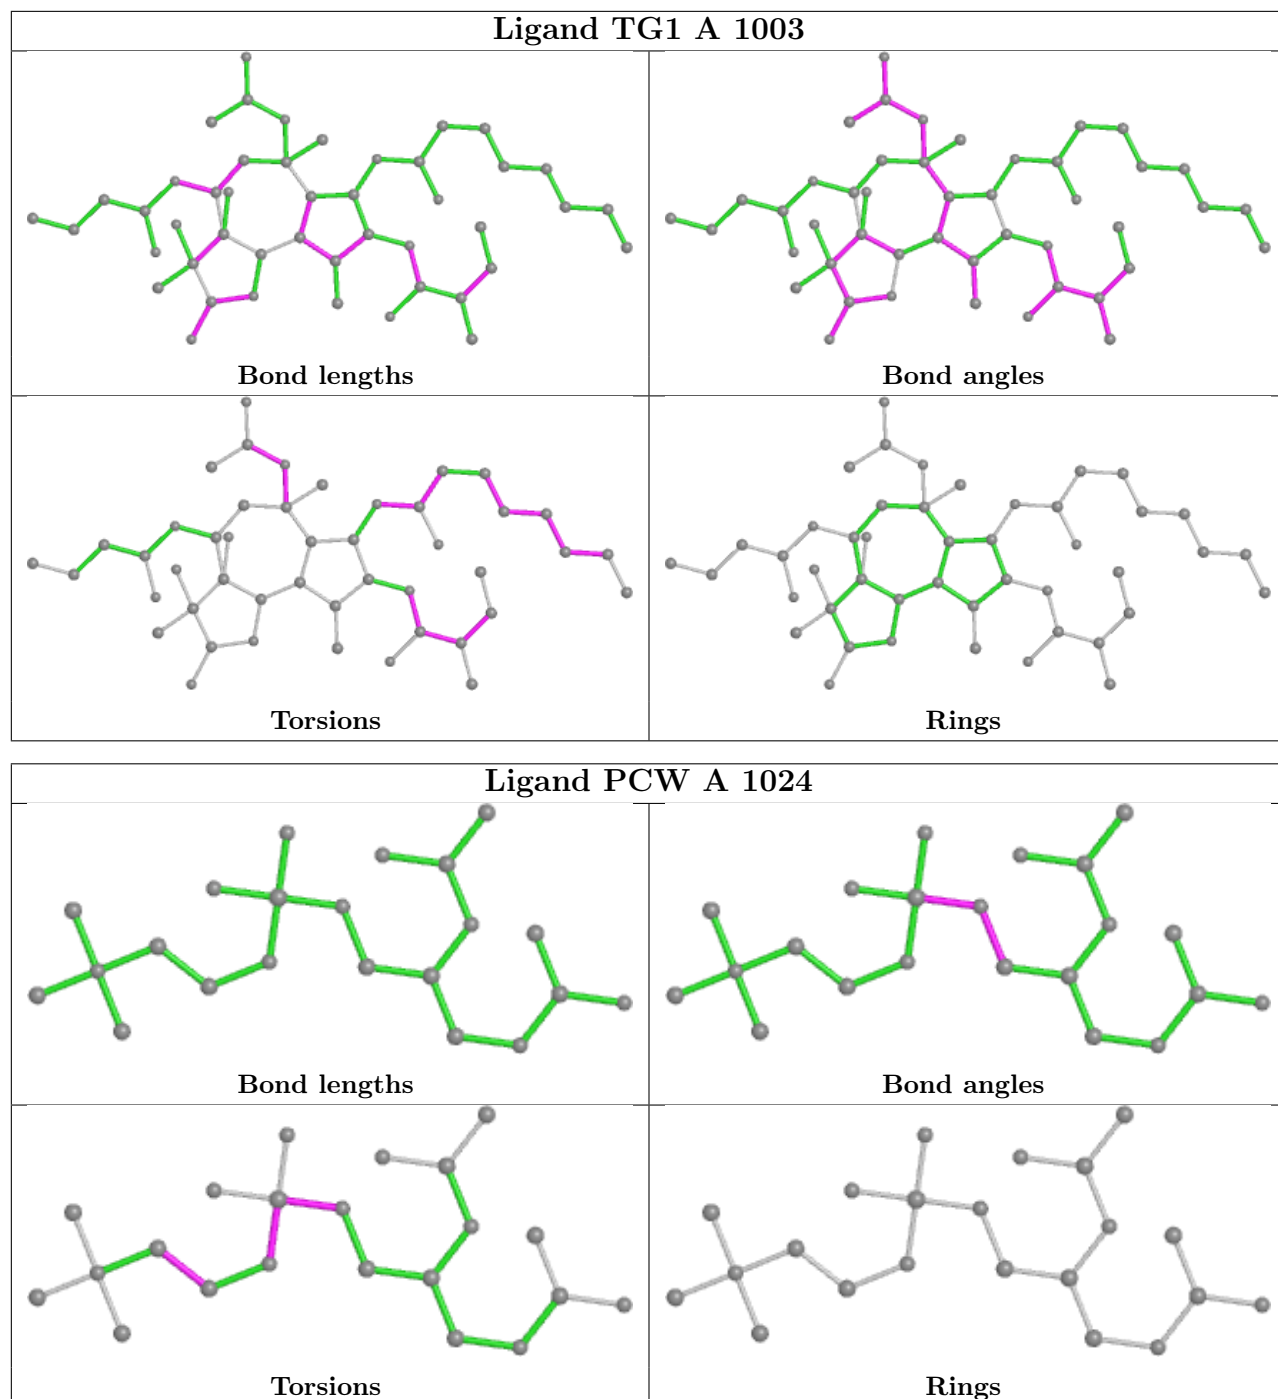 Ligand TG1 A 1003
Bond lengths
Bond angles
Torsions
Rings
Ligand PCW A 1024
Bond lengths
Bond angles
Torsions
Rings